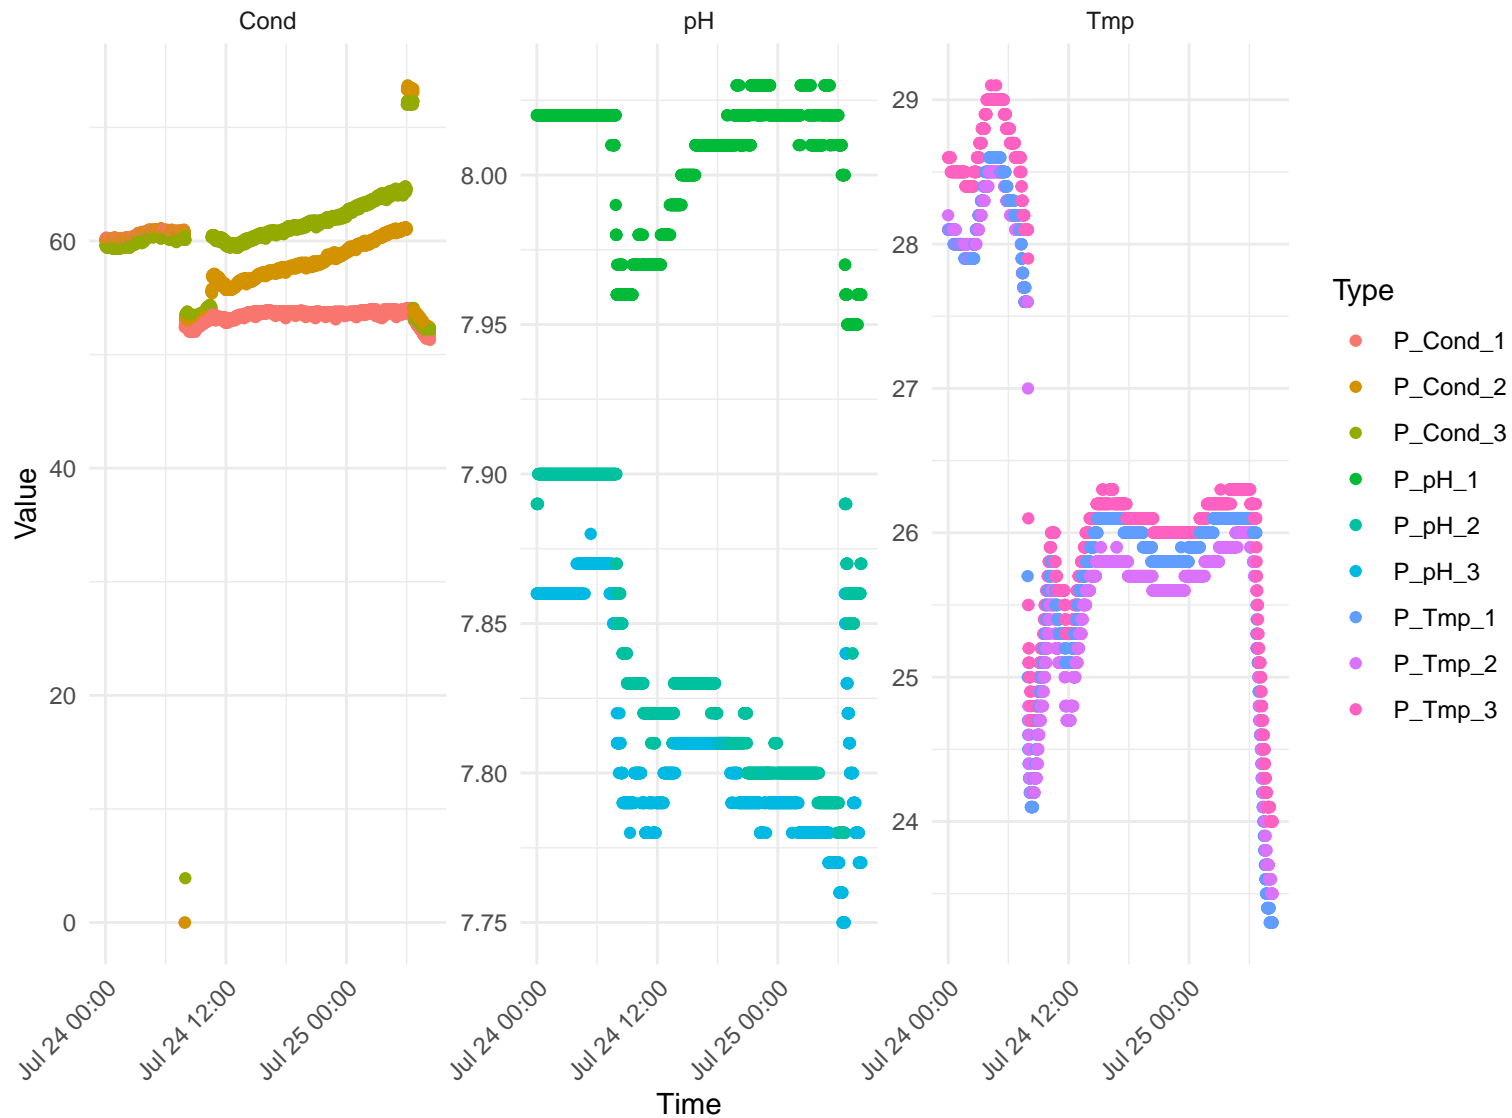 Cond
pH
Tmp
Value
60
40
20
0
8.00
7.95
7.90
7.85
7.80
7.75
29
28
27
26
25
24
Jul 24 00:00
Jul 24 12:00
Jul 25 00:00
Jul 24 00:00
Jul 24 12:00
Jul 25 00:00
Jul 24 00:00
Jul 24 12:00
Jul 25 00:00
Time
Type
P_Cond_1
P_Cond_2
P_Cond_3
P_pH_1
P_pH_2
P_pH_3
P_Tmp_1
P_Tmp_2
P_Tmp_3